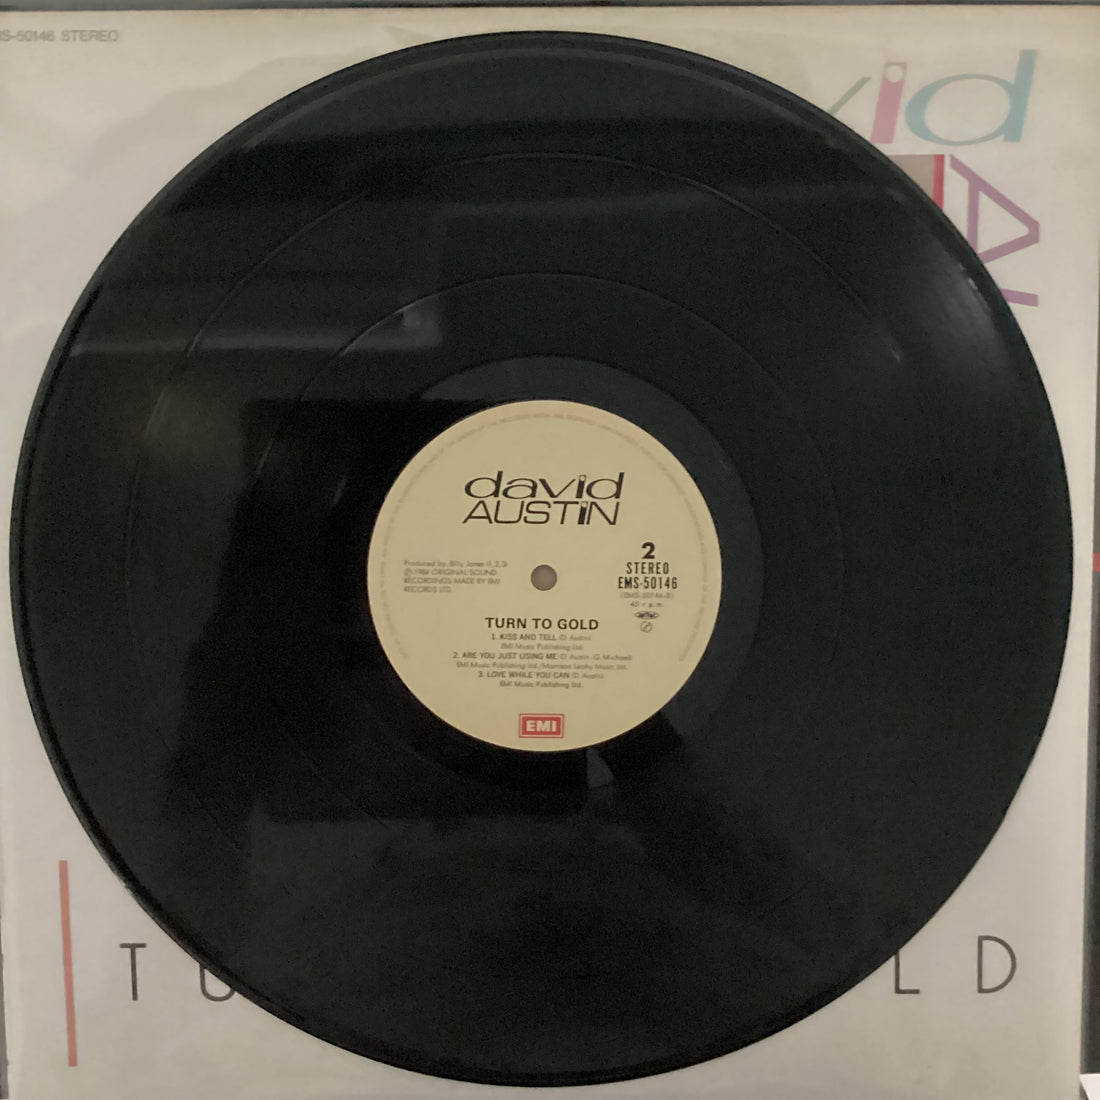 S-50146 STEREO
vid
david
AUSTIN
2
STEREO
EMS-50146
(EMS-50146-B)
45 r.p.m.
Produced by Billy Jones (1,2,3)
Ⓟ 1984 ORIGINAL SOUND
RECORDINGS MADE BY EMI
RECORDS LTD.
TURN TO GOLD
1. KISS AND TELL (D. Austin)
EMI Music Publishing Ltd.
2. ARE YOU JUST USING ME (D. Austin-G. Michael)
EMI Music Publishing Ltd./Morrison Leahy Music Ltd.
3. LOVE WHILE YOU CAN (D. Austin)
EMI Music Publishing Ltd.
EMI
TU LD